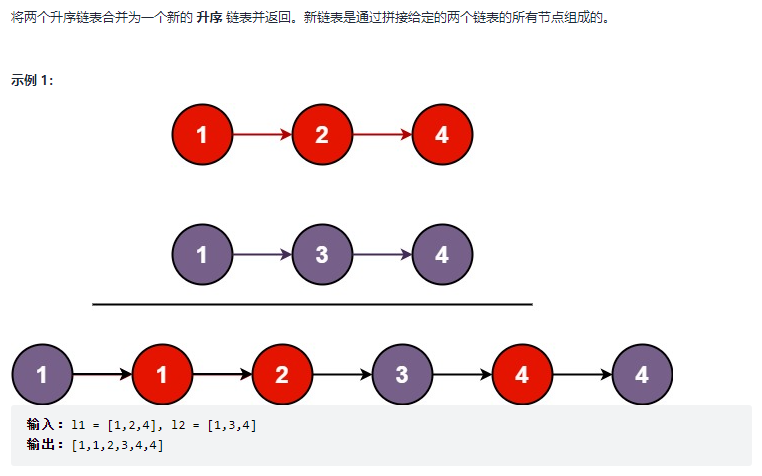 将两个升序链表合并为一个新的 升序 链表并返回。新链表是通过拼接给定的两个链表的所有节点组成的。
示例 1：
1 2 4
1 3 4
1 1 2 3 4 4
输入：l1 = [1,2,4], l2 = [1,3,4]
输出：[1,1,2,3,4,4]